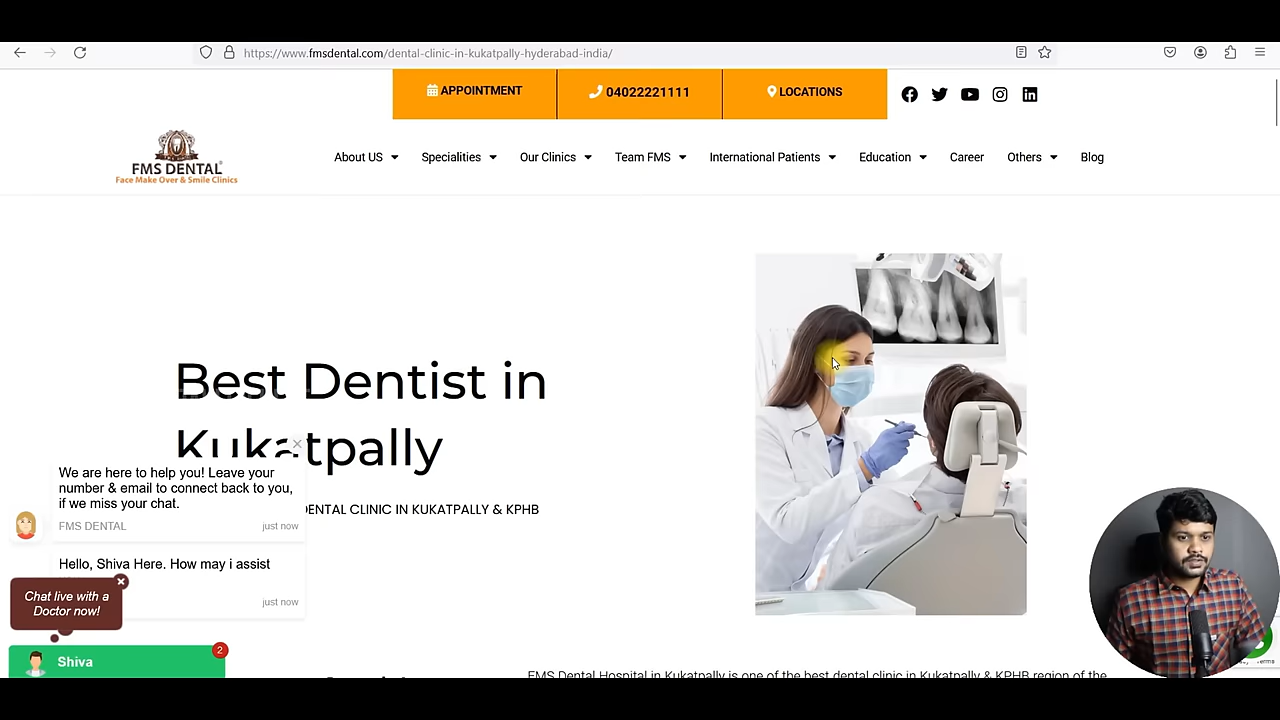 https://www.fmsdental.com/dental-clinic-in-kukatpally-hyderabad-india/
APPOINTMENT
04022221111
LOCATIONS
FMS DENTAL
Face Make Over & Smile Clinics
About US
Specialities
Our Clinics
Team FMS
International Patients
Education
Career
Others
Blog
Best Dentist in
Kukatpally
DENTAL CLINIC IN KUKATPALLY & KPHB
We are here to help you! Leave your
number & email to connect back to you,
if we miss your chat.
FMS DENTAL
just now
Hello, Shiva Here. How may i assist
just now
Chat live with a
Doctor now!
Shiva
2
FMS Dental Hospital in Kukatpally is one of the best dental clinic in Kukatpally & KPHB region of the